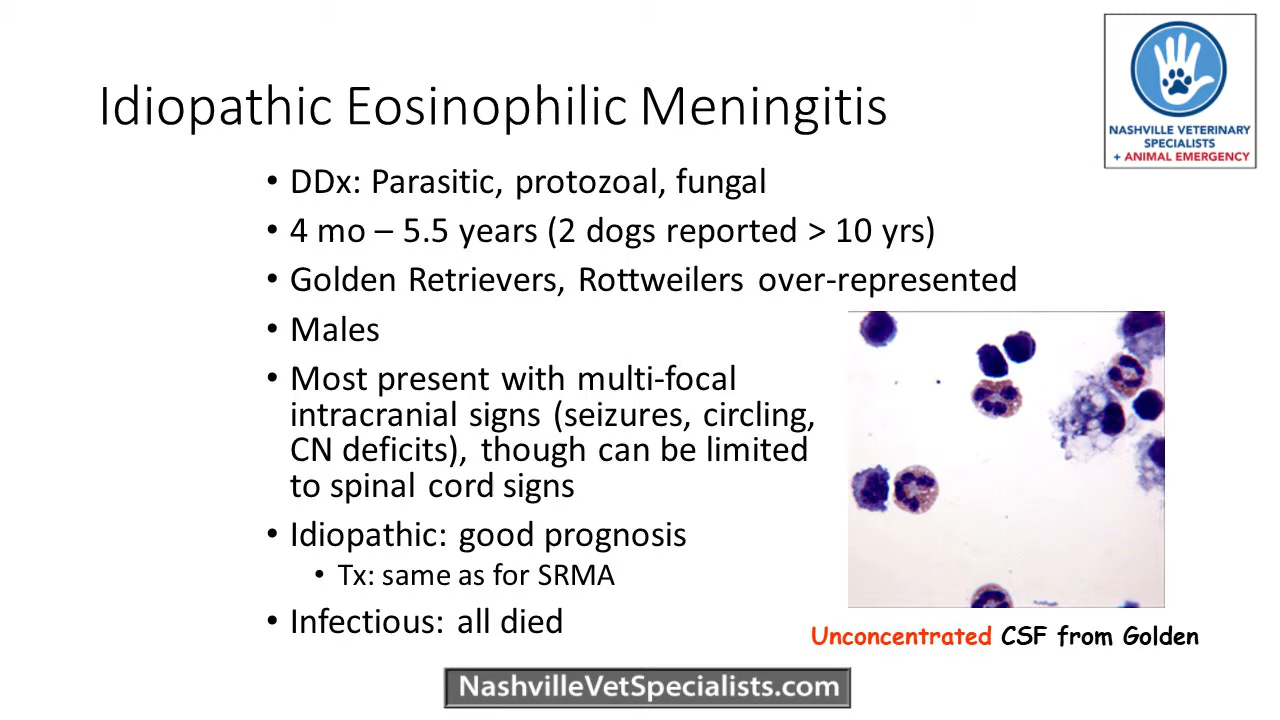 Idiopathic Eosinophilic Meningitis
NASHVILLE VETERINARY
SPECIALISTS
+ ANIMAL EMERGENCY
• DDx: Parasitic, protozoal, fungal
• 4 mo – 5.5 years (2 dogs reported > 10 yrs)
• Golden Retrievers, Rottweilers over-represented
• Males
• Most present with multi-focal
intracranial signs (seizures, circling,
CN deficits), though can be limited
to spinal cord signs
• Idiopathic: good prognosis
• Tx: same as for SRMA
• Infectious: all died
Unconcentrated CSF from Golden
NashvilleVetSpecialists.com